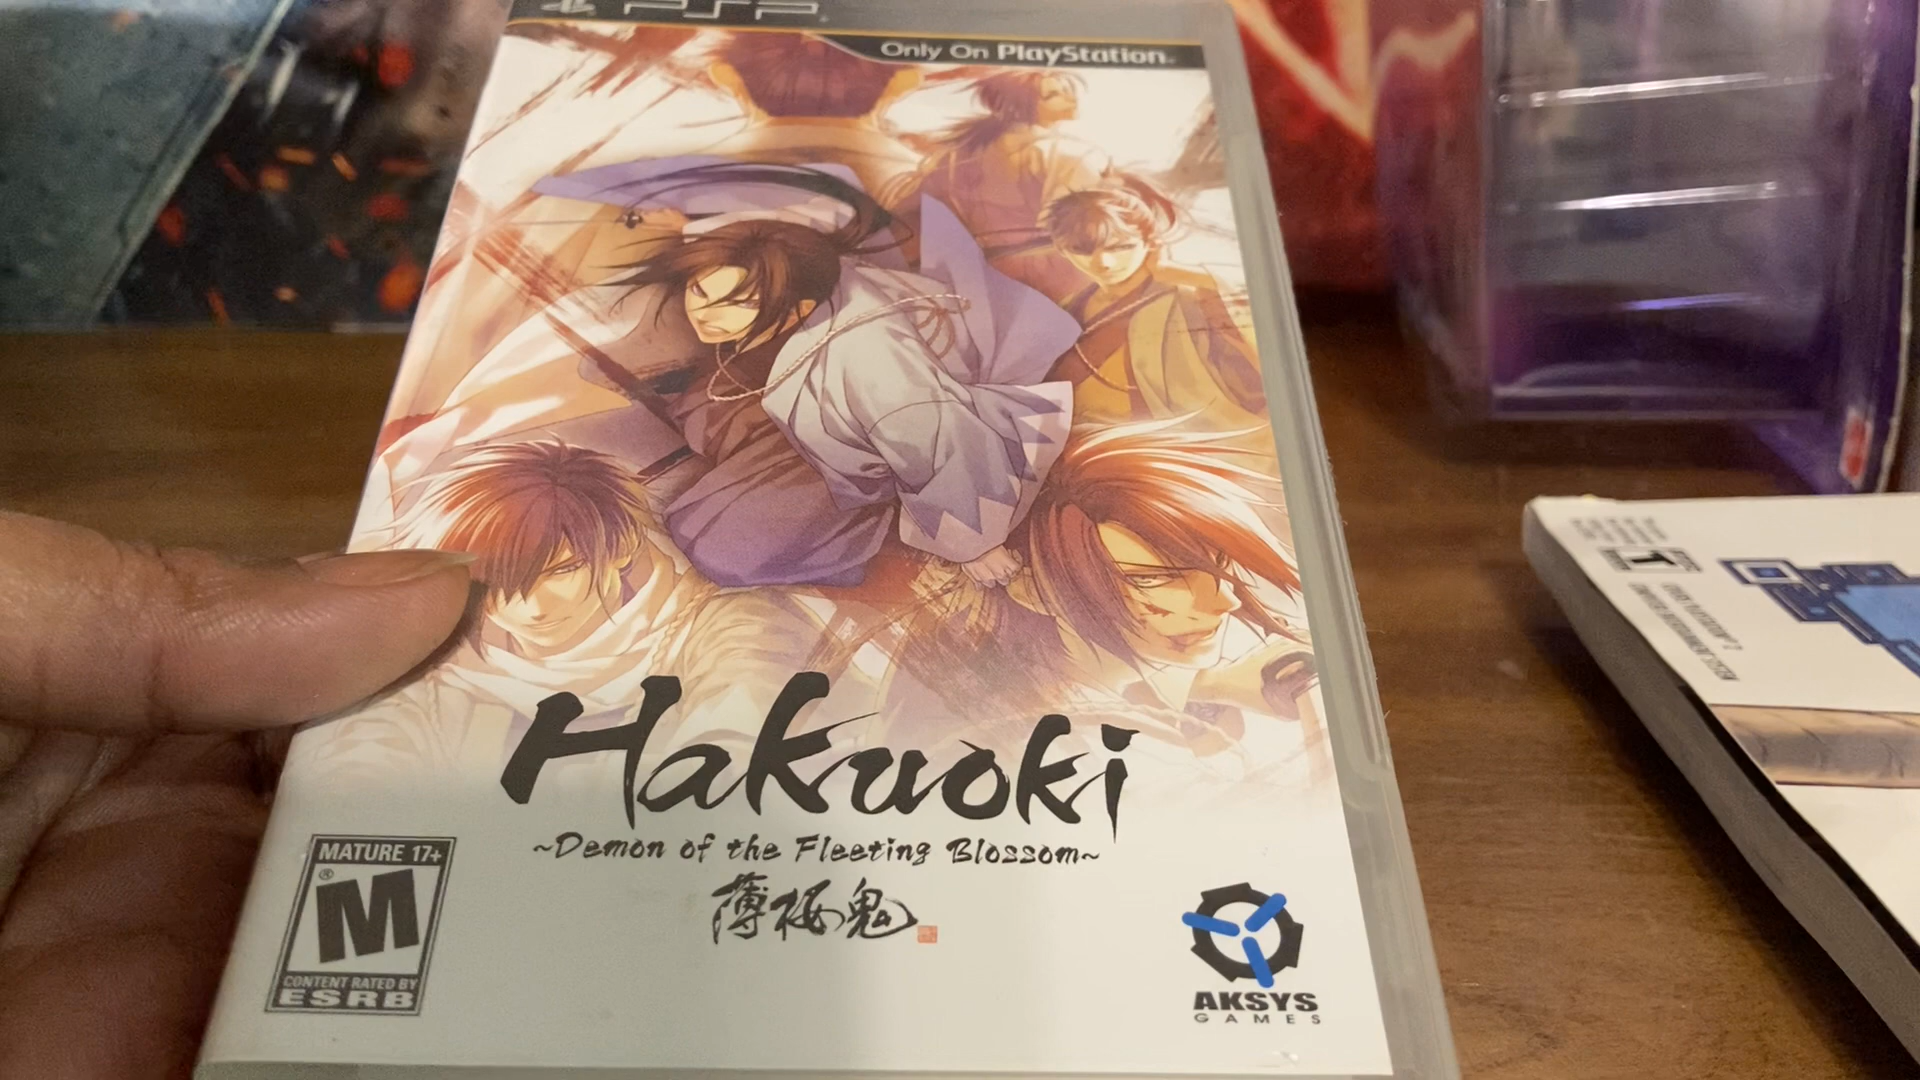 PSP
Only On PlayStation
Hakuoki
~Demon of the Fleeting Blossom~
薄桜鬼
MATURE 17+
M
CONTENT RATED BY
ESRB
AKSYS
GAMES
T